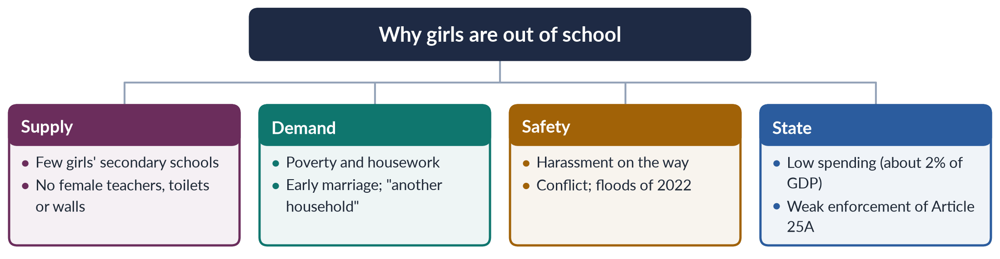 Why girls are out of school
Supply
• Few girls' secondary schools
• No female teachers, toilets
or walls
Demand
• Poverty and housework
• Early marriage; "another
household"
Safety
• Harassment on the way
• Conflict; floods of 2022
State
• Low spending (about 2% of
GDP)
• Weak enforcement of Article
25A